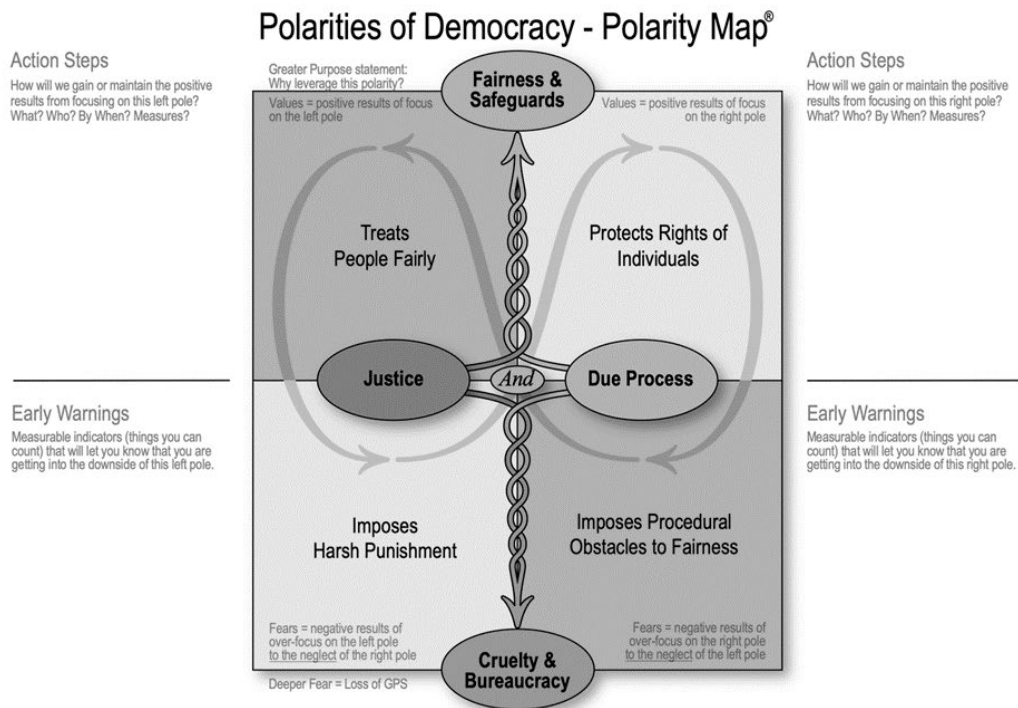 Polarities of Democracy - Polarity Map®
Action Steps
How will we gain or maintain the positive
results from focusing on this left pole?
What? Who? By When? Measures?
Greater Purpose statement:
Why leverage this polarity?
Values = positive results of focus
on the left pole
Fairness &
Safeguards
Values = positive results of focus
on the right pole
Action Steps
How will we gain or maintain the positive
results from focusing on this right pole?
What? Who? By When? Measures?
Treats
People Fairly
Protects Rights of
Individuals
Justice
And
Due Process
Early Warnings
Measurable indicators (things you can
count) that will let you know that you are
getting into the downside of this left pole.
Early Warnings
Measurable indicators (things you can
count) that will let you know that you are
getting into the downside of this right pole.
Imposes
Harsh Punishment
Imposes Procedural
Obstacles to Fairness
Fears = negative results of
over-focus on the left pole
to the neglect of the right pole
Deeper Fear = Loss of GPS
Cruelty &
Bureaucracy
Fears = negative results of
over-focus on the right pole
to the neglect of the left pole